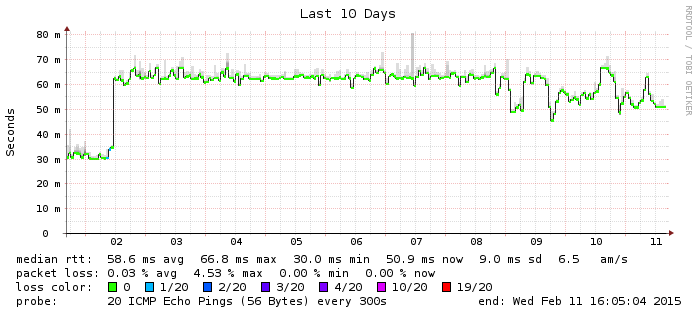 Last 10 Days
RRDTOOL / TOBI OETIKER
Seconds
80 m
70 m
60 m
50 m
40 m
30 m
20 m
10 m
0
02 03 04 05 06 07 08 09 10 11
median rtt: 58.6 ms avg 66.8 ms max 30.0 ms min 50.9 ms now 9.0 ms sd 6.5 am/s
packet loss: 0.03 % avg 4.53 % max 0.00 % min 0.00 % now
loss color: 0 1/20 2/20 3/20 4/20 10/20 19/20
probe: 20 ICMP Echo Pings (56 Bytes) every 300s end: Wed Feb 11 16:05:04 2015